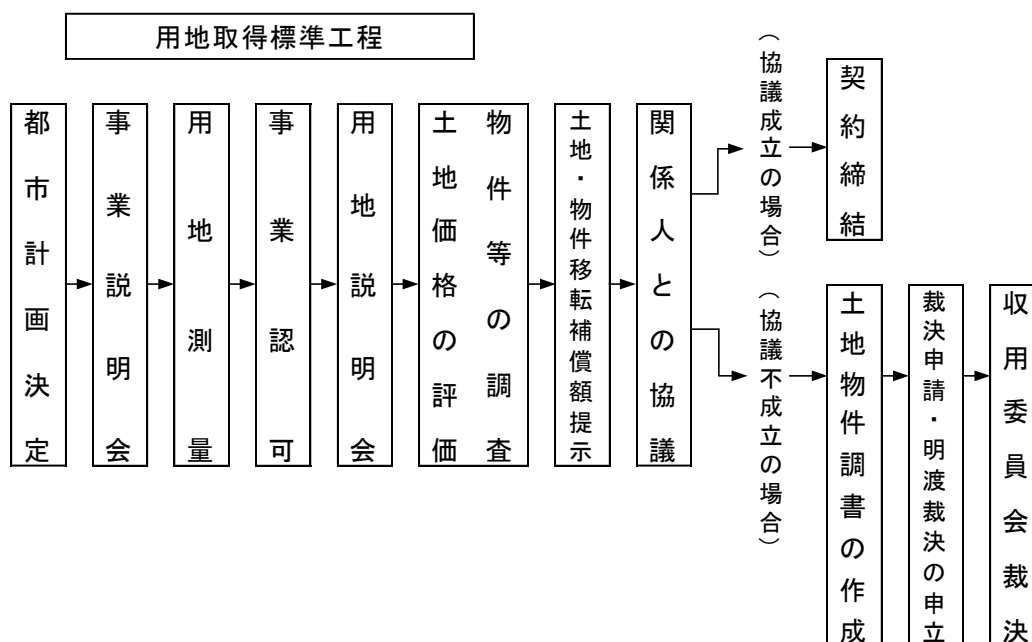 用地取得標準工程
都市計画決定
事業説明会
用地測量
事業認可
用地説明会
物件等の調査
土地価格の評価
土地・物件移転補償額提示
関係人との協議
（協議成立の場合）
契約締結
（協議不成立の場合）
土地物件調書の作成
裁決申請・明渡裁決の申立
収用委員会裁決